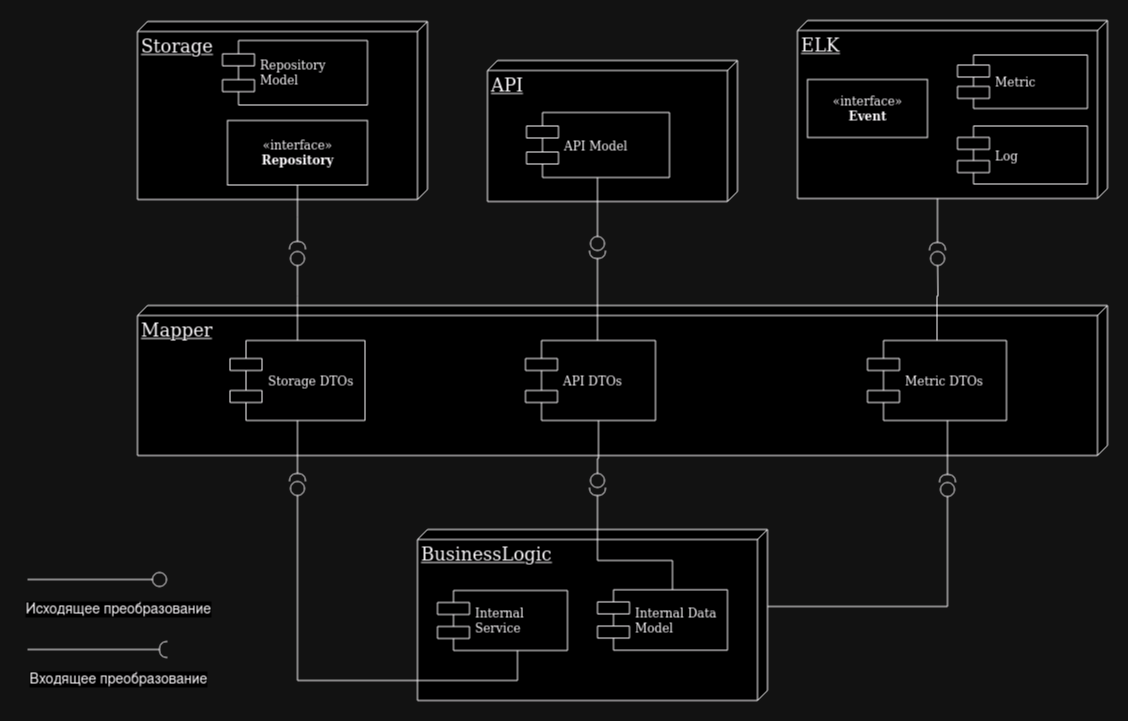 Storage
Repository
Model
«interface»
Repository
API
API Model
ELK
«interface»
Event
Metric
Log
Mapper
Storage DTOs
API DTOs
Metric DTOs
BusinessLogic
Internal
Service
Internal Data
Model
Исходящее преобразование
Входящее преобразование